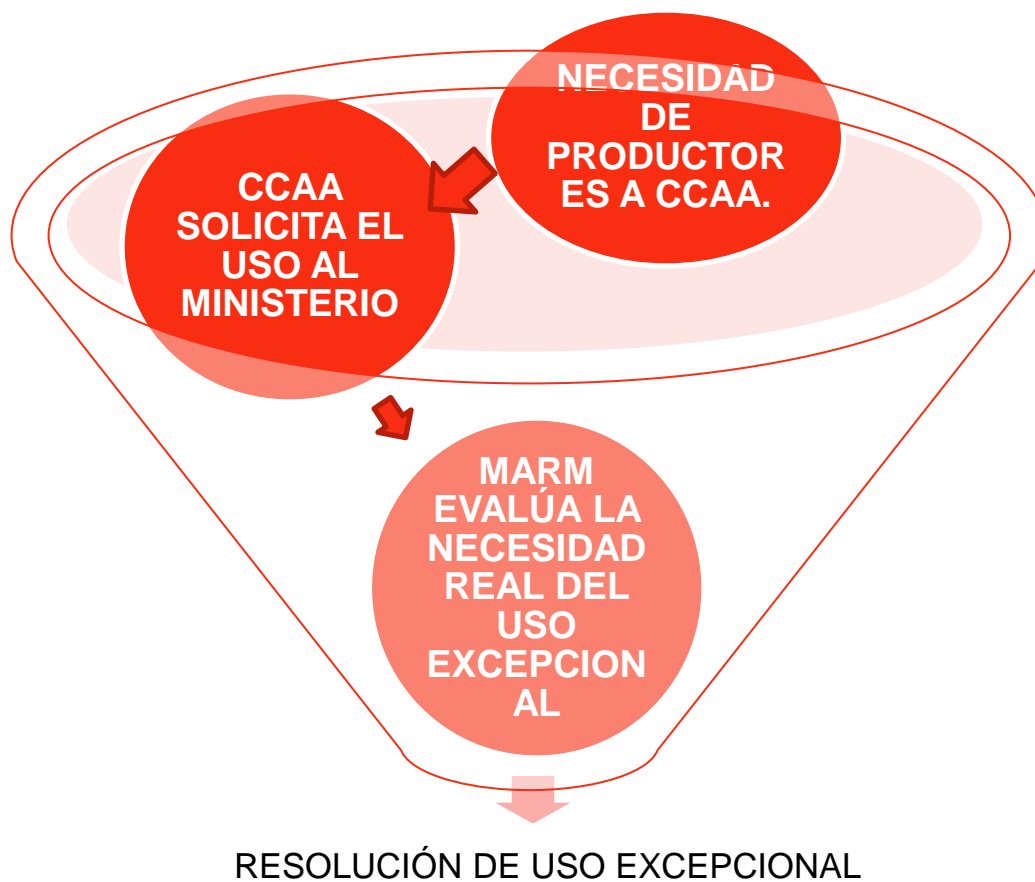 NECESIDAD
DE
PRODUCTOR
ES A CCAA.
CCAA
SOLICITA EL
USO AL
MINISTERIO
MARM
EVALÚA LA
NECESIDAD
REAL DEL
USO
EXCEPCION
AL
RESOLUCIÓN DE USO EXCEPCIONAL